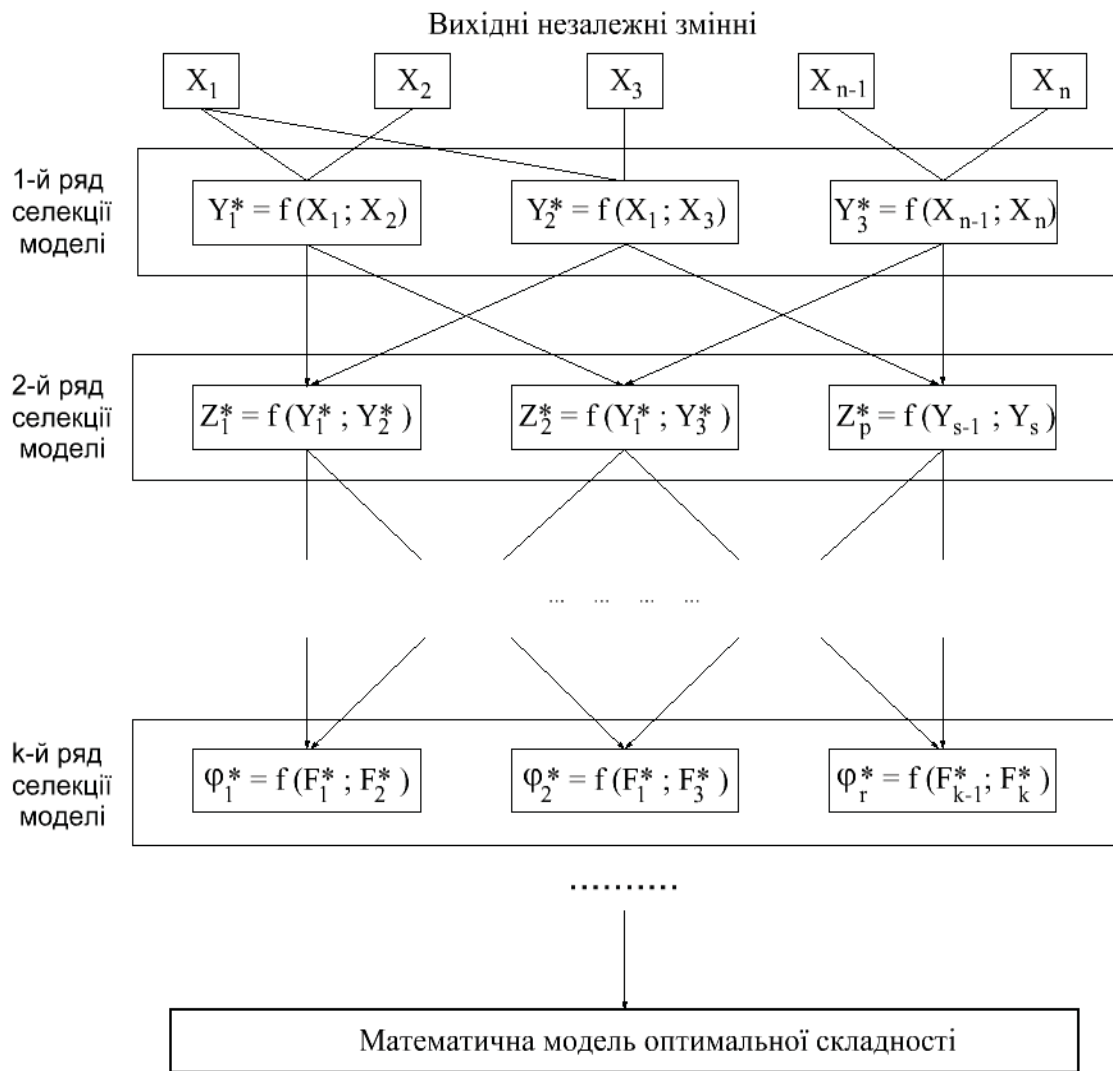 Вихідні незалежні змінні
X₁ X₂ X₃ Xₙ₋₁ Xₙ
1-й ряд
селекції
моделі
Y₁* = f (X₁ ; X₂) Y₂* = f (X₁ ; X₃) Y₃* = f (Xₙ₋₁ ; Xₙ)
2-й ряд
селекції
моделі
Z₁* = f (Y₁* ; Y₂* ) Z₂* = f (Y₁* ; Y₃* ) Zₚ* = f (Yₛ₋₁ ; Yₛ )
... ... ... ...
k-й ряд
селекції
моделі
φ₁* = f (F₁* ; F₂* ) φ₂* = f (F₁* ; F₃* ) φᵣ* = f (Fₖ₋₁* ; Fₖ* )
..........
Математична модель оптимальної складності